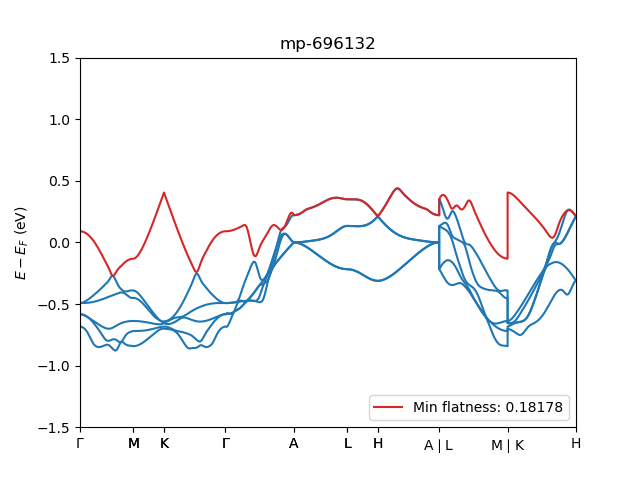 mp-696132
1.5
1.0
0.5
0.0
−0.5
−1.0
−1.5
E − E_F (eV)
Min flatness: 0.18178
Γ M K Γ A L H A | L M | K H